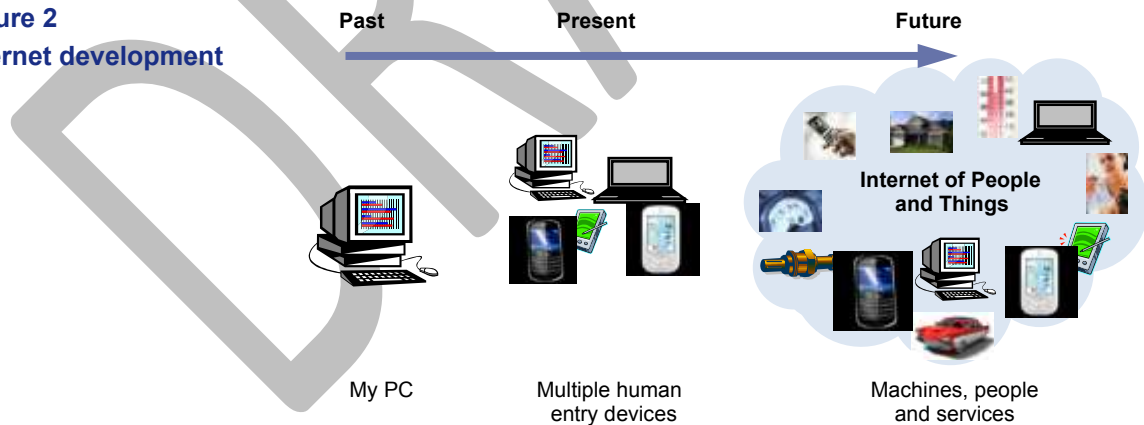 ure 2
ernet development
Past
Present
Future
Internet of People
and Things
My PC
Multiple human
entry devices
Machines, people
and services